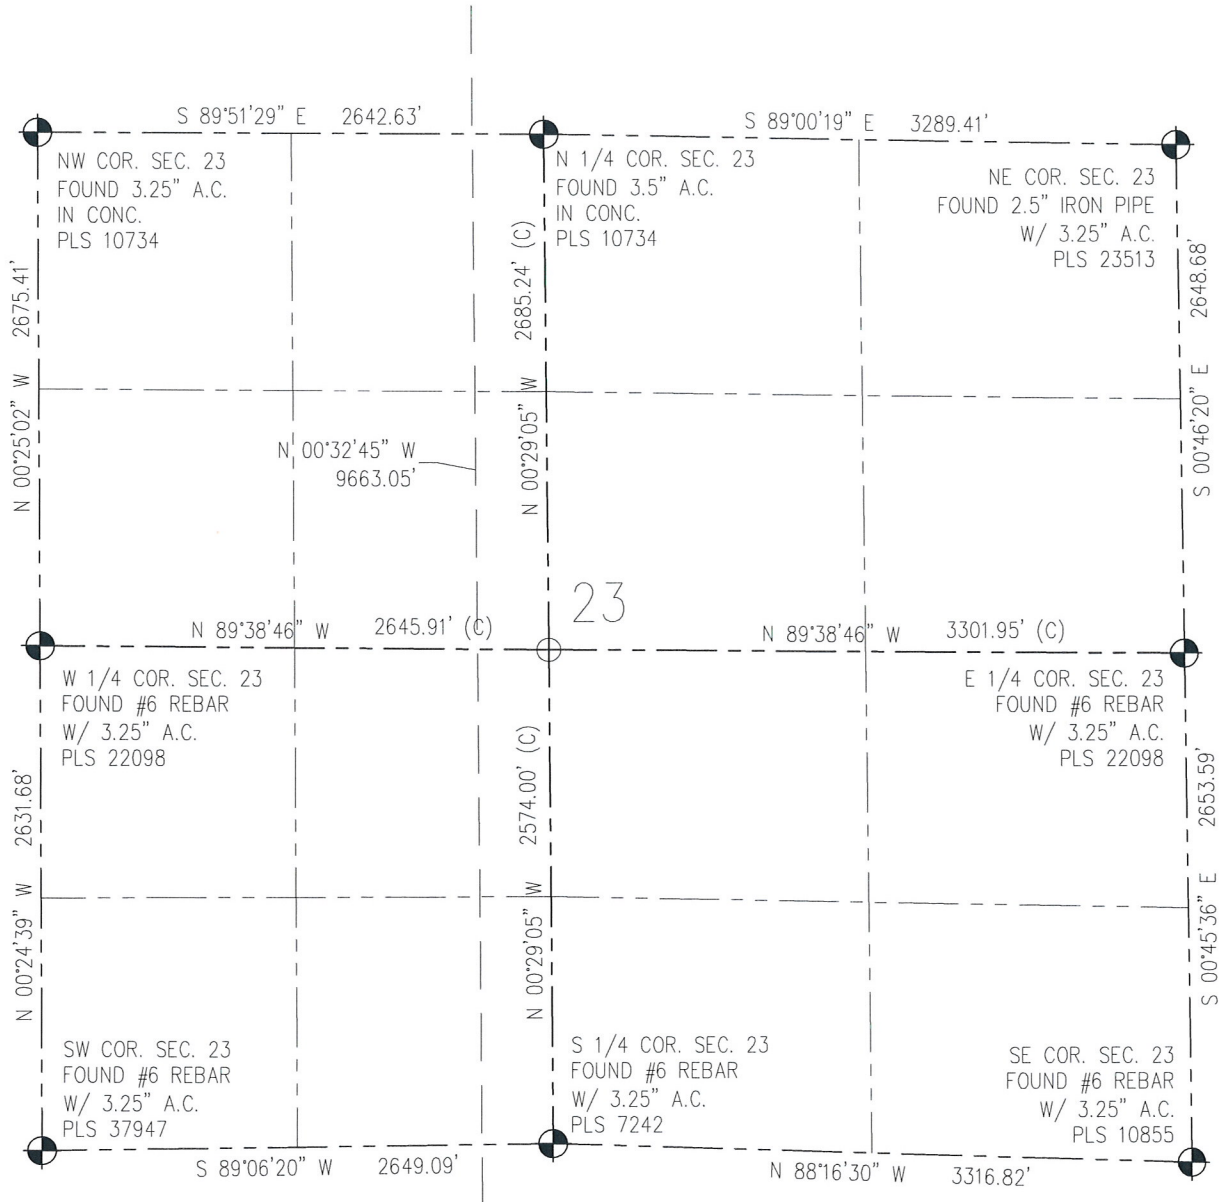 S 89°51'29" E 2642.63'
S 89°00'19" E 3289.41'
NW COR. SEC. 23
FOUND 3.25" A.C.
IN CONC.
PLS 10734
N 1/4 COR. SEC. 23
FOUND 3.5" A.C.
IN CONC.
PLS 10734
NE COR. SEC. 23
FOUND 2.5" IRON PIPE
W/ 3.25" A.C.
PLS 23513
N 00°25'02" W 2675.41'
N 00°29'05" W 2685.24' (C)
S 00°46'20" E 2648.68'
N 00°32'45" W
9663.05'
23
N 89°38'46" W 2645.91' (C)
N 89°38'46" W 3301.95' (C)
W 1/4 COR. SEC. 23
FOUND #6 REBAR
W/ 3.25" A.C.
PLS 22098
E 1/4 COR. SEC. 23
FOUND #6 REBAR
W/ 3.25" A.C.
PLS 22098
N 00°24'39" W 2631.68'
N 00°29'05" W 2574.00' (C)
S 00°45'36" E 2653.59'
SW COR. SEC. 23
FOUND #6 REBAR
W/ 3.25" A.C.
PLS 37947
S 1/4 COR. SEC. 23
FOUND #6 REBAR
W/ 3.25" A.C.
PLS 7242
SE COR. SEC. 23
FOUND #6 REBAR
W/ 3.25" A.C.
PLS 10855
S 89°06'20" W 2649.09'
N 88°16'30" W 3316.82'